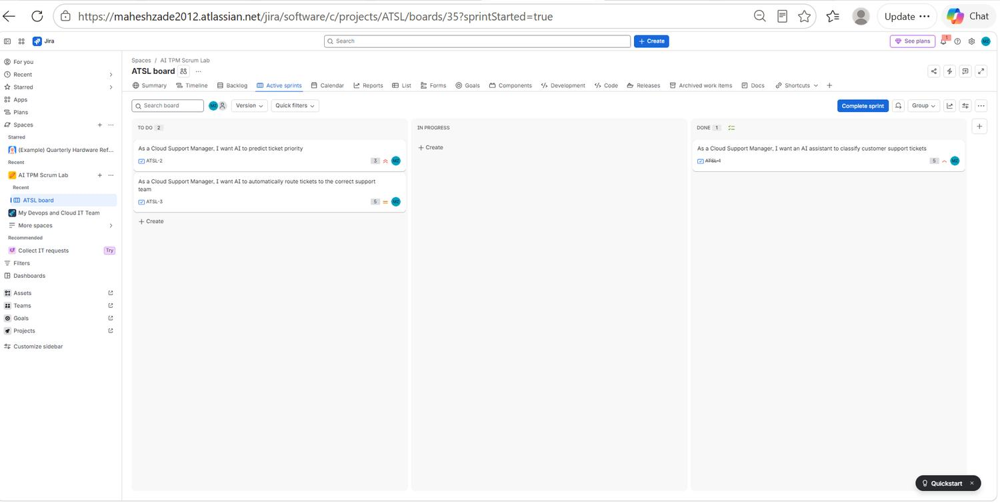 https://maheshzade2012.atlassian.net/jira/software/c/projects/ATSL/boards/35?sprintStarted=true
Update
Chat
Jira
Search
Create
See plans
1
MZ
For you
Recent
Starred
Apps
Plans
Spaces
Starred
(Example) Quarterly Hardware Ref...
Recent
AI TPM Scrum Lab
Recent
ATSL board
My Devops and Cloud IT Team
More spaces
Recommended
Collect IT requests
Try
Filters
Dashboards
Assets
Teams
Goals
Projects
Customize sidebar
Spaces / AI TPM Scrum Lab
ATSL board
Summary Timeline Backlog Active sprints Calendar Reports List Forms Goals Components Development Code Releases Archived work items Docs Shortcuts
Search board
MZ
Version
Quick filters
Complete sprint
Group
TO DO 2
As a Cloud Support Manager, I want AI to predict ticket priority
ATSL-2
3
MZ
As a Cloud Support Manager, I want AI to automatically route tickets to the correct support
team
ATSL-3
5
MZ
Create
IN PROGRESS
Create
DONE 1
As a Cloud Support Manager, I want an AI assistant to classify customer support tickets
ATSL-1
5
MZ
Quickstart